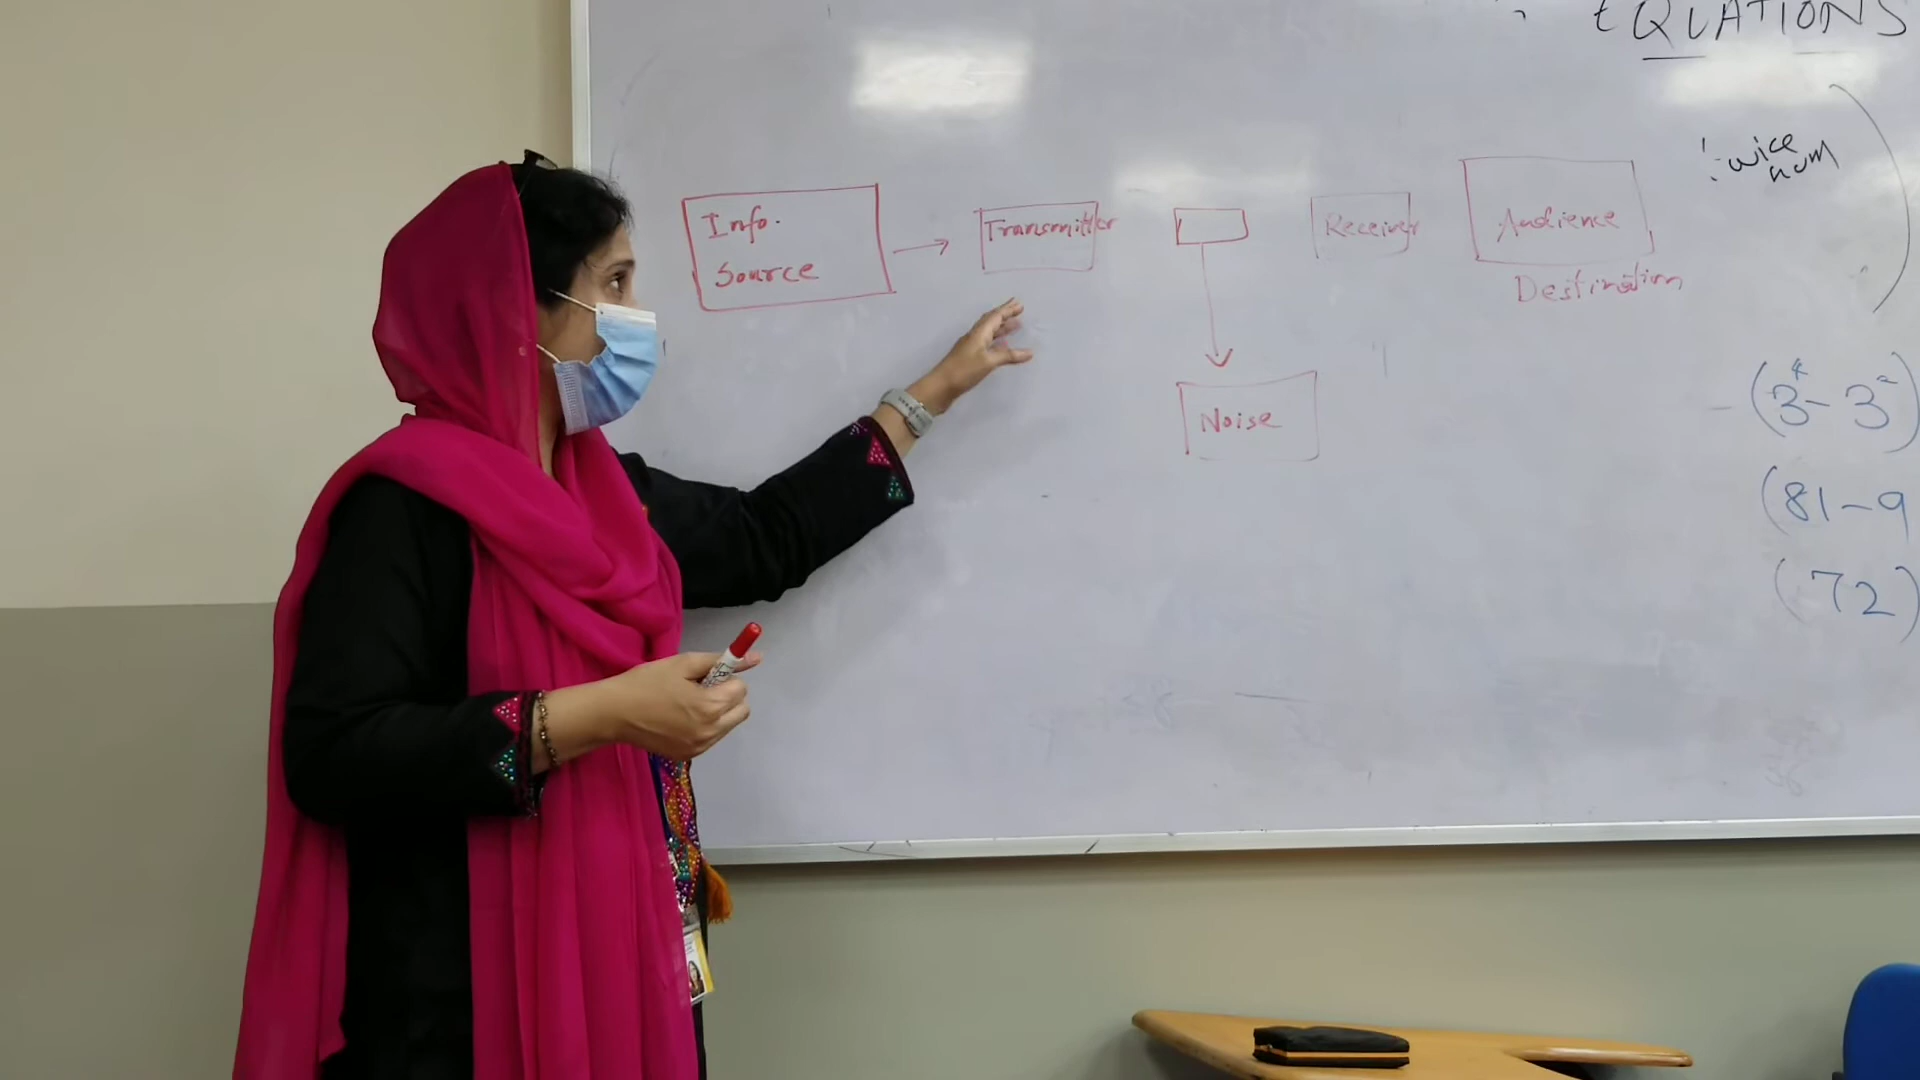 EQUATIONS
twice
num
Info.
Source
Transmitter
Receiver
Audience
Destination
Noise
(3⁴- 3²)
(81-9
(72)